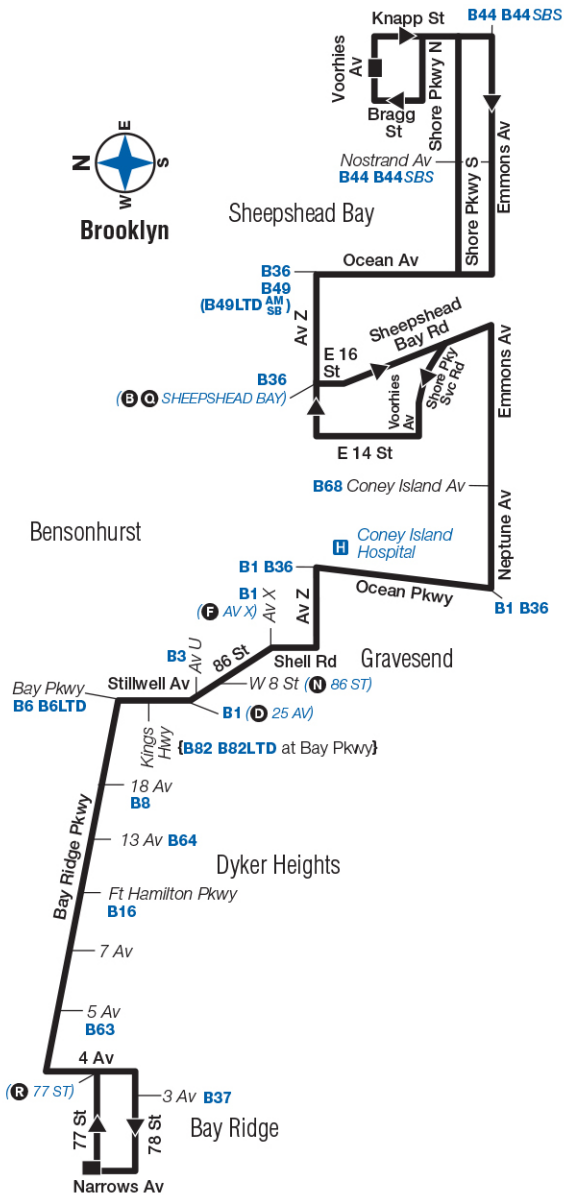 Knapp St
B44 B44SBS
Voorhies
Av
Bragg
St
Shore Pkwy N
Shore Pkwy S
Emmons Av
Nostrand Av
B44 B44SBS
N
E
S
W
Brooklyn
Sheepshead Bay
Ocean Av
B36
B49
(B49LTD AM
SB)
Av Z
Sheepshead
Bay Rd
E 16
St
B36
(B Q SHEEPSHEAD BAY)
Voorhies
Av
Shore Pky
Svc Rd
Emmons Av
E 14 St
B68 Coney Island Av
Neptune Av
Bensonhurst
H Coney Island
Hospital
B1 B36
Ocean Pkwy
B1 B36
B1
(F AV X)
Av X
Av Z
B3
Av U
86 St
Shell Rd
Gravesend
Bay Pkwy
B6 B6LTD
Stillwell Av
W 8 St (N 86 ST)
B1 (D 25 AV)
Kings
Hwy
{B82 B82LTD at Bay Pkwy}
18 Av
B8
Bay Ridge Pkwy
13 Av B64
Dyker Heights
Ft Hamilton Pkwy
B16
7 Av
5 Av
B63
4 Av
(R 77 ST)
77 St
78 St
3 Av B37
Bay Ridge
Narrows Av